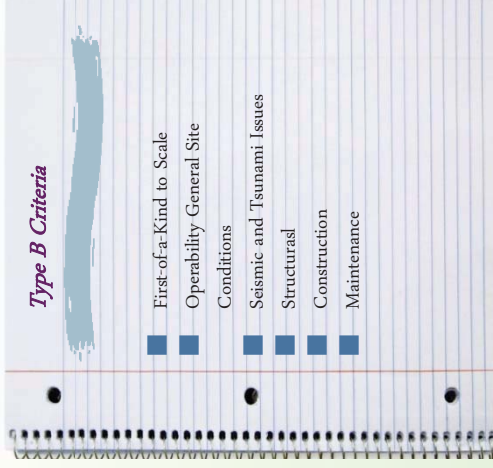 Type B Criteria
First-of-a-Kind to Scale
Operability General Site
Conditions
Seismic and Tsunami Issues
Structurasl
Construction
Maintenance